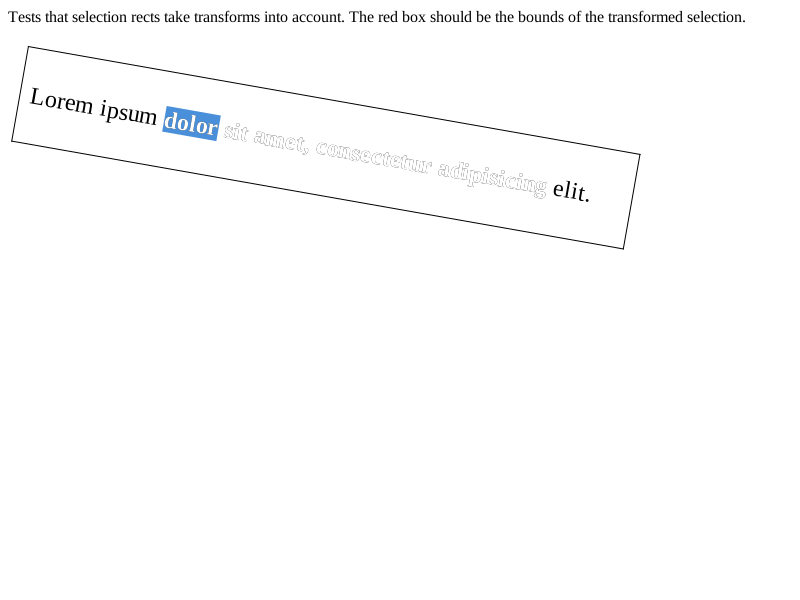 Tests that selection rects take transforms into account. The red box should be the bounds of the transformed selection.
Lorem ipsum dolor sit amet, consectetur adipisicing elit.